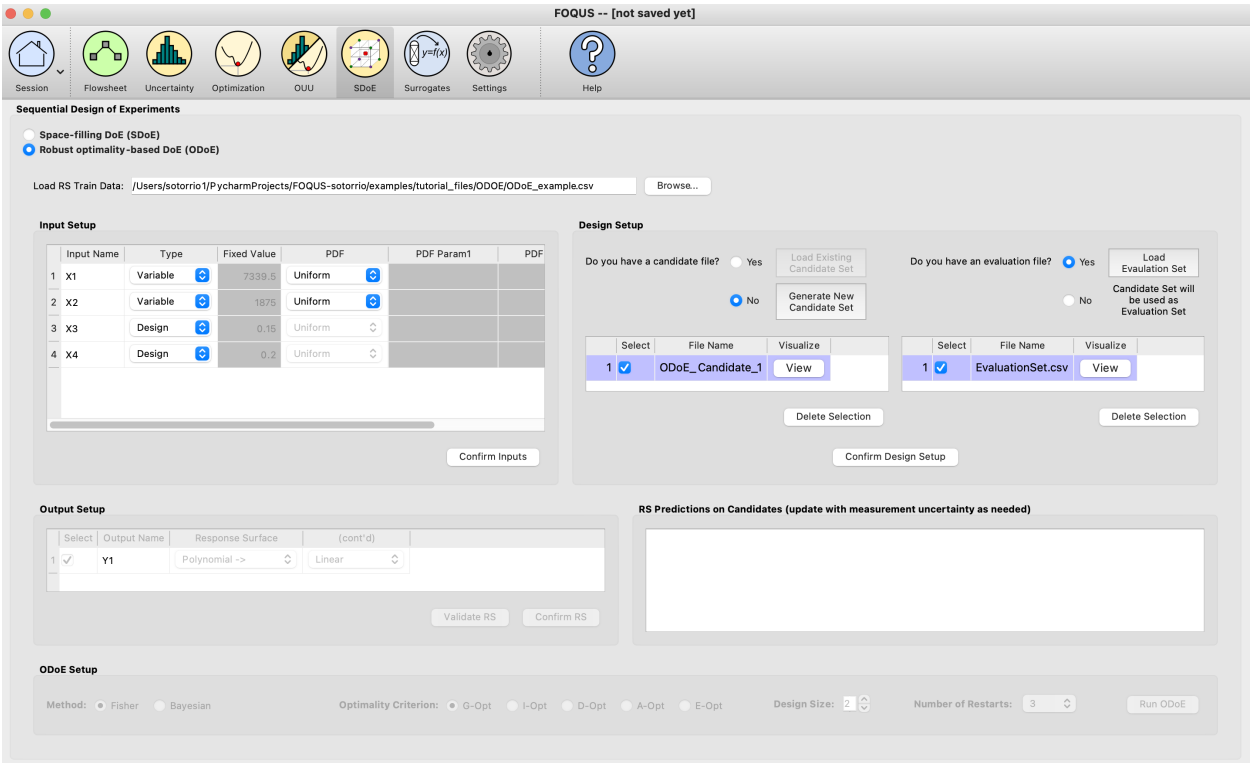 FOQUS -- [not saved yet]
Session
Flowsheet
Uncertainty
Optimization
OUU
SDoE
y=f(x)
Surrogates
Settings
?
Help
Sequential Design of Experiments
Space-filling DoE (SDoE)
Robust optimality-based DoE (ODoE)
Load RS Train Data: /Users/sotorrio1/PycharmProjects/FOQUS-sotorrio/examples/tutorial_files/ODOE/ODoE_example.csv Browse...
Input Setup
Input Name Type Fixed Value PDF PDF Param1 PDF
1 X1 Variable 7339.5 Uniform
2 X2 Variable 1875 Uniform
3 X3 Design 0.15 Uniform
4 X4 Design 0.2 Uniform
Confirm Inputs
Design Setup
Do you have a candidate file? Yes
Load Existing
Candidate Set
No
Generate New
Candidate Set
Do you have an evaluation file? Yes
Load
Evaulation Set
No
Candidate Set will
be used as
Evaluation Set
Select File Name Visualize
1 ODoE_Candidate_1 View
Delete Selection
Select File Name Visualize
1 EvaluationSet.csv View
Delete Selection
Confirm Design Setup
Output Setup
Select Output Name Response Surface (cont'd)
1 Y1 Polynomial -> Linear
Validate RS Confirm RS
RS Predictions on Candidates (update with measurement uncertainty as needed)
ODoE Setup
Method: Fisher Bayesian Optimality Criterion: G-Opt I-Opt D-Opt A-Opt E-Opt Design Size: 2 Number of Restarts: 3 Run ODoE